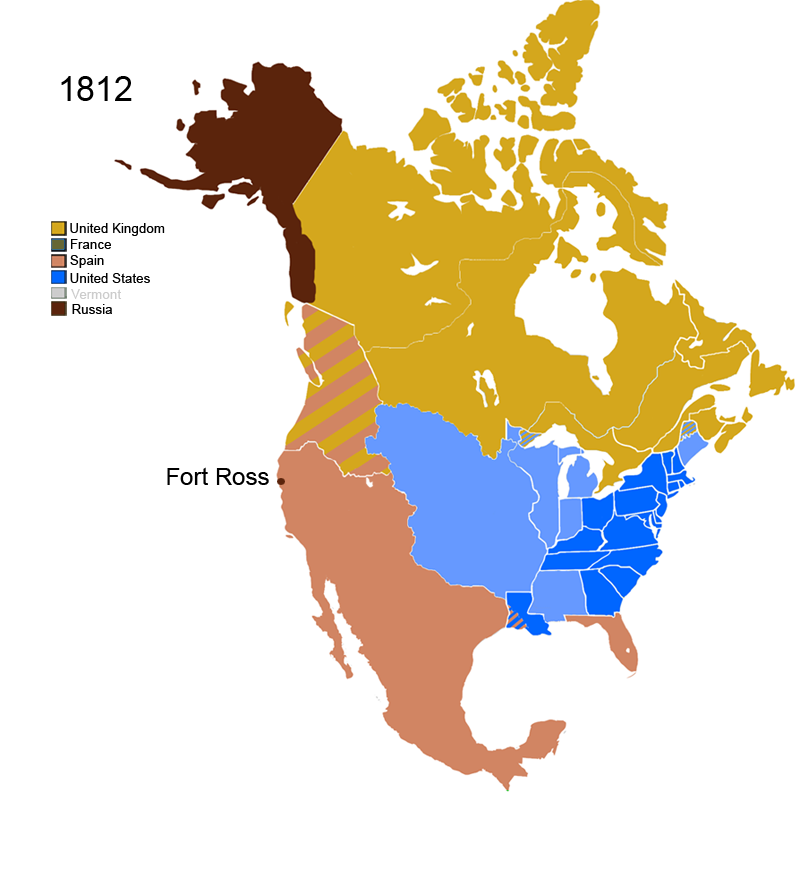 1812
United Kingdom
France
Spain
United States
Vermont
Russia
Fort Ross